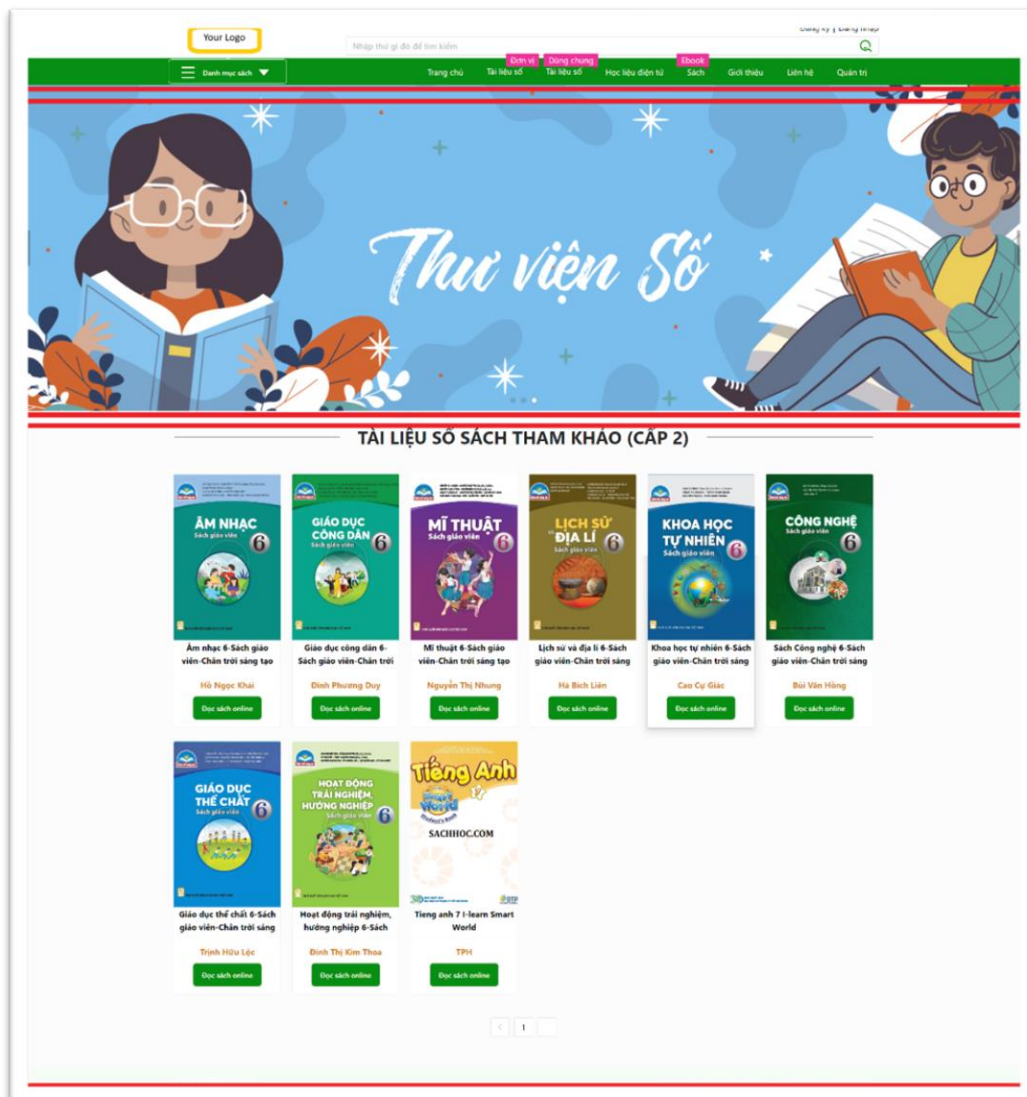 Your Logo
Đăng ký | Đăng nhập
Nhập thứ gì đó để tìm kiếm
Danh mục sách
Trang chủ
Đơn vị
Tài liệu số
Dùng chung
Tài liệu số
Học liệu điện tử
Ebook
Sách
Giới thiệu
Liên hệ
Quản trị
Thư viện Số
TÀI LIỆU SỐ SÁCH THAM KHẢO (CẤP 2)
ÂM NHẠC
Sách giáo viên
6
GIÁO DỤC
CÔNG DÂN
Sách giáo viên
6
MĨ THUẬT
Sách giáo viên
6
LỊCH SỬ
VÀ ĐỊA LÍ
Sách giáo viên
6
KHOA HỌC
TỰ NHIÊN
Sách giáo viên
6
CÔNG NGHỆ
Sách giáo viên
6
Âm nhạc 6-Sách giáo
viên-Chân trời sáng tạo
Hồ Ngọc Khải
Đọc sách online
Giáo dục công dân 6-
Sách giáo viên-Chân trời
Đinh Phương Duy
Đọc sách online
Mĩ thuật 6-Sách giáo
viên-Chân trời sáng tạo
Nguyễn Thị Nhung
Đọc sách online
Lịch sử và địa lí 6-Sách
giáo viên-Chân trời sáng
Hà Bích Liên
Đọc sách online
Khoa học tự nhiên 6-Sách
giáo viên-Chân trời sáng
Cao Cự Giác
Đọc sách online
Sách Công nghệ 6-Sách
giáo viên-Chân trời sáng
Bùi Văn Hồng
Đọc sách online
GIÁO DỤC
THỂ CHẤT
Sách giáo viên
6
HOẠT ĐỘNG
TRẢI NGHIỆM,
HƯỚNG NGHIỆP
Sách giáo viên
6
Tiếng Anh
7
World
Student's Book
SACHHOC.COM
Giáo dục thể chất 6-Sách
giáo viên-Chân trời sáng
Trịnh Hữu Lộc
Đọc sách online
Hoạt động trải nghiệm,
hướng nghiệp 6-Sách
Đinh Thị Kim Thoa
Đọc sách online
Tieng anh 7 I-learn Smart
World
TPH
Đọc sách online
1